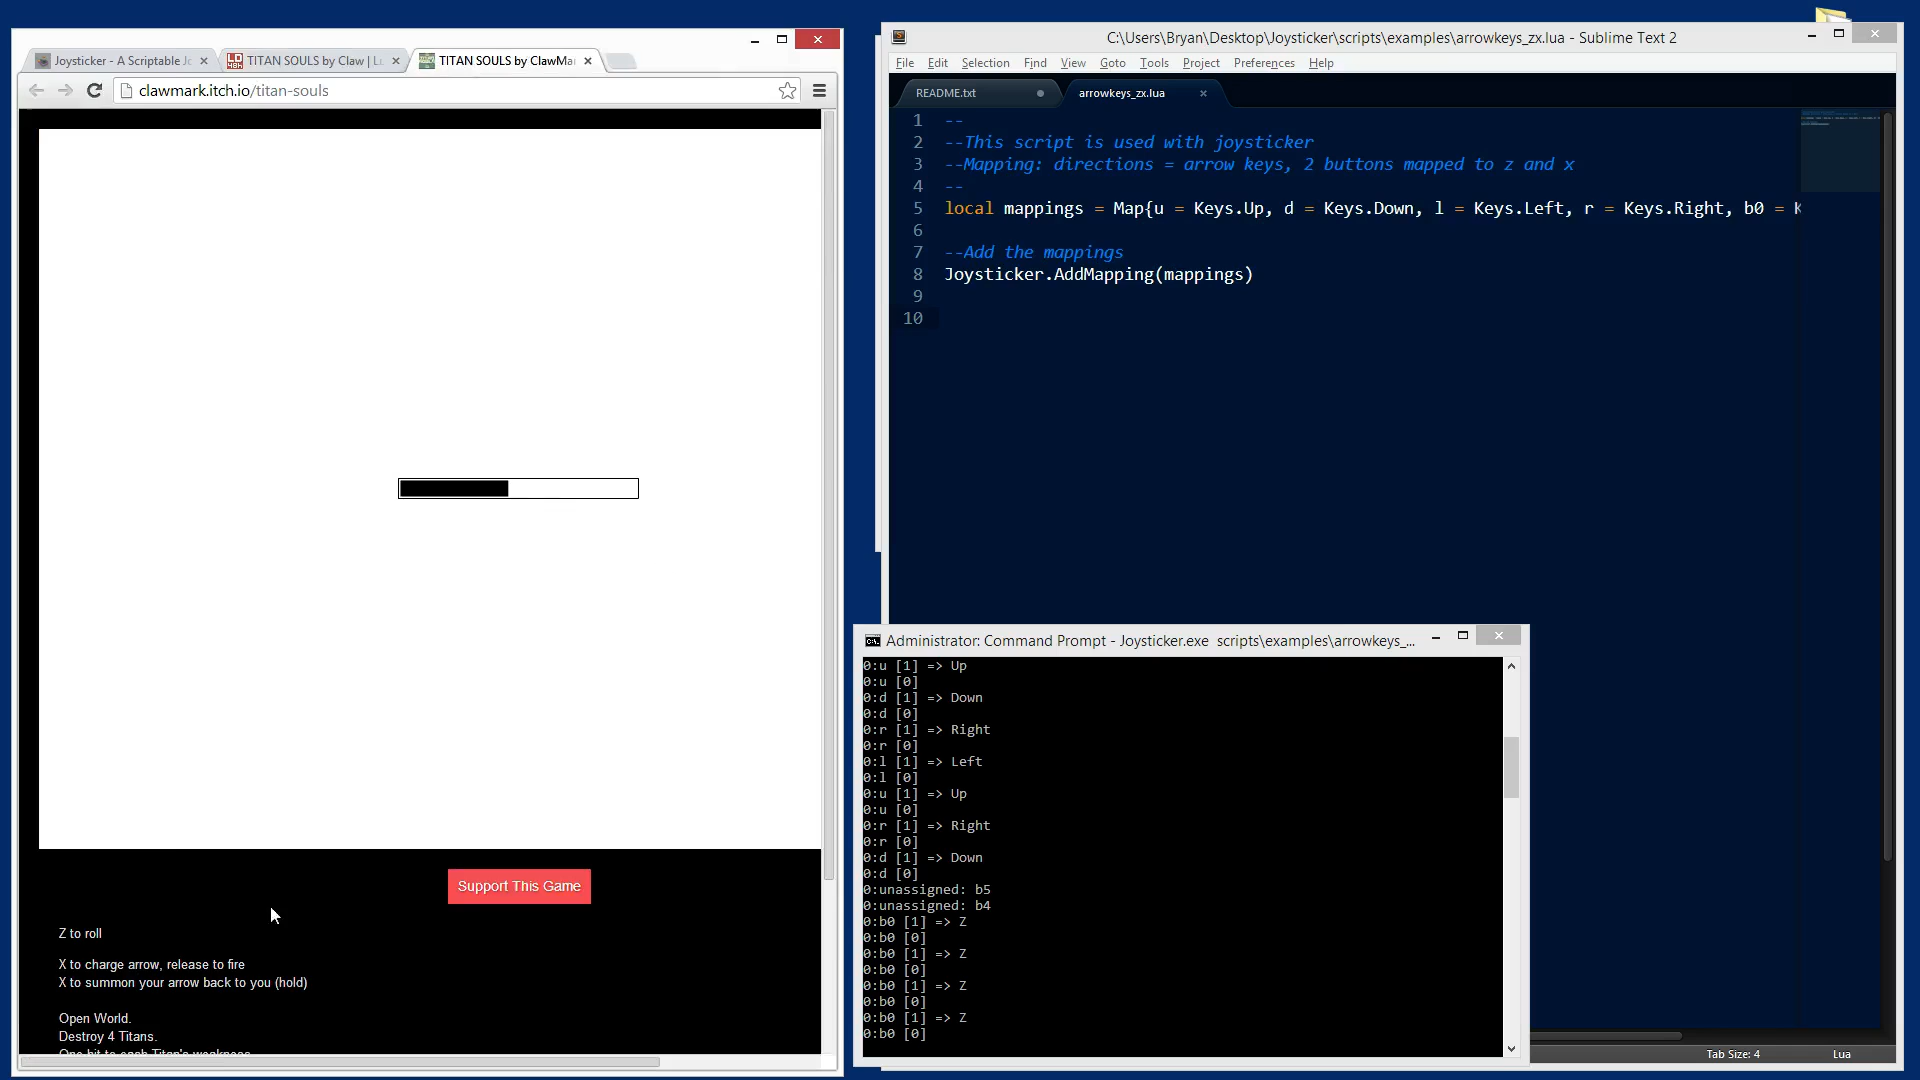 Joysticker - A Scriptable Jo
TITAN SOULS by Claw | Lu
TITAN SOULS by ClawMa
clawmark.itch.io/titan-souls
Support This Game
Z to roll
X to charge arrow, release to fire
X to summon your arrow back to you (hold)
Open World.
Destroy 4 Titans.
One hit to each Titan's weakness
C:\Users\Bryan\Desktop\Joysticker\scripts\examples\arrowkeys_zx.lua - Sublime Text 2
File Edit Selection Find View Goto Tools Project Preferences Help
README.txt
arrowkeys_zx.lua
1 --
2 --This script is used with joysticker
3 --Mapping: directions = arrow keys, 2 buttons mapped to z and x
4 --
5 local mappings = Map{u = Keys.Up, d = Keys.Down, l = Keys.Left, r = Keys.Right, b0 = K
6
7 --Add the mappings
8 Joysticker.AddMapping(mappings)
9
10
Administrator: Command Prompt - Joysticker.exe scripts\examples\arrowkeys_...
0:u [1] => Up
0:u [0]
0:d [1] => Down
0:d [0]
0:r [1] => Right
0:r [0]
0:l [1] => Left
0:l [0]
0:u [1] => Up
0:u [0]
0:r [1] => Right
0:r [0]
0:d [1] => Down
0:d [0]
0:unassigned: b5
0:unassigned: b4
0:b0 [1] => Z
0:b0 [0]
0:b0 [1] => Z
0:b0 [0]
0:b0 [1] => Z
0:b0 [0]
0:b0 [1] => Z
0:b0 [0]
Tab Size: 4
Lua